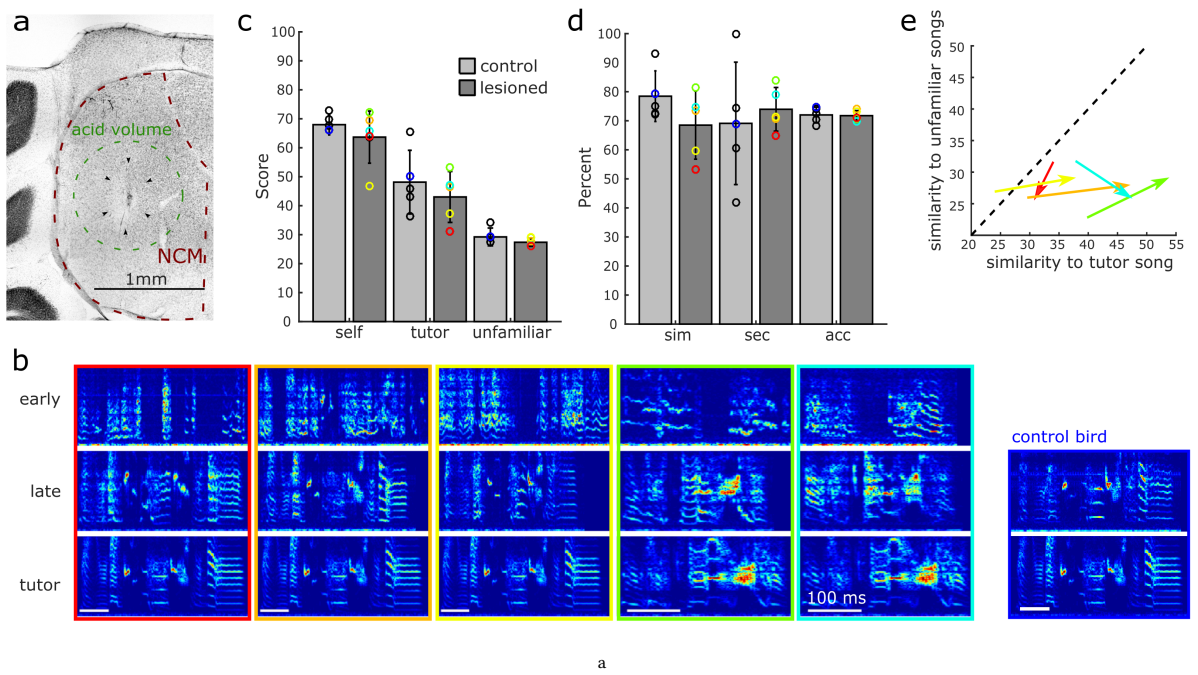 a
acid volume
NCM
1mm
c
100
90
80
70
60
50
40
30
20
10
0
Score
control
lesioned
self tutor unfamiliar
d
100
90
80
70
60
50
40
30
20
10
0
Percent
sim sec acc
e
50
45
40
35
30
25
20 25 30 35 40 45 50 55
similarity to unfamiliar songs
similarity to tutor song
b
early
late
tutor
100 ms
control bird
a